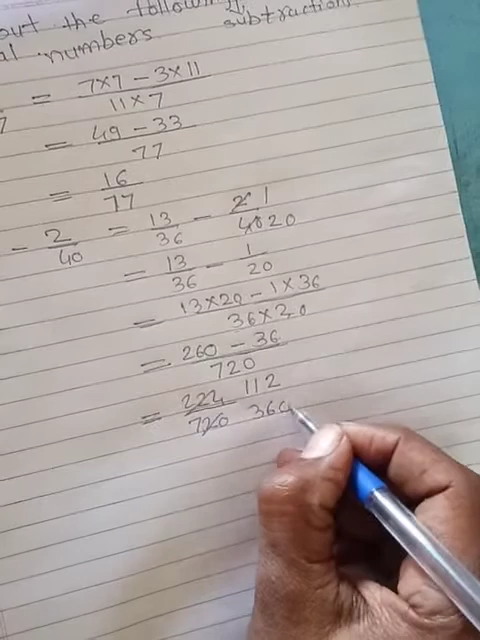 out the following
al numbers subtractions
7 = 7×7 - 3×11 / 11×7
= 49 - 33 / 77
= 16 / 77
- 2/40 = 13/36 - 2 1 / 40 20
= 13/36 - 1/20
= 13×20 - 1×36 / 36×20
= 260 - 36 / 720
= 224 112 / 720 360